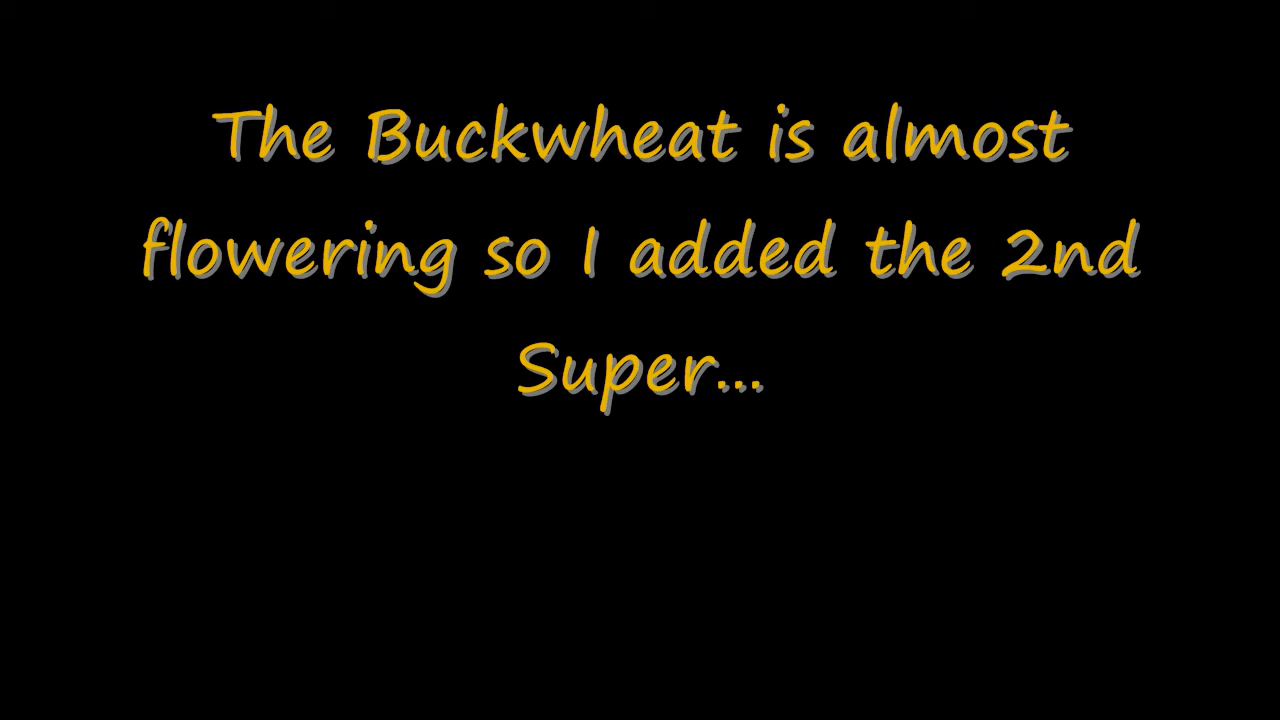 The Buckwheat is almost
flowering so I added the 2nd
Super...